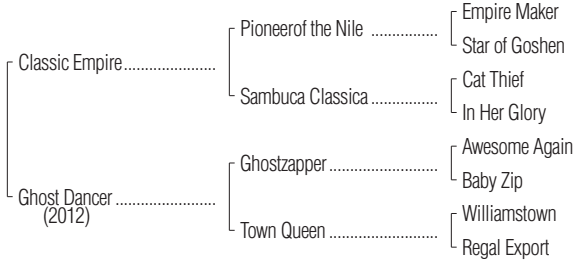 Empire Maker
Pioneerof the Nile ................
Star of Goshen
Classic Empire......................
Cat Thief
Sambuca Classica................
In Her Glory
Awesome Again
Ghostzapper..........................
Baby Zip
Ghost Dancer........................
(2012)
Williamstown
Town Queen..........................
Regal Export